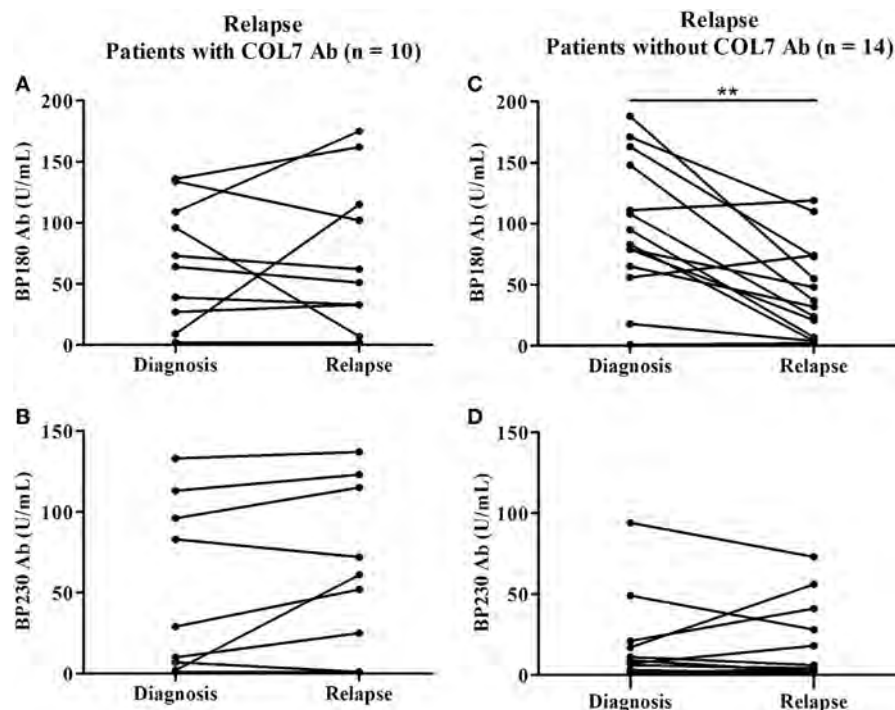 Relapse
Patients with COL7 Ab (n = 10)
A
BP180 Ab (U/mL)
200
150
100
50
0
Diagnosis
Relapse
B
BP230 Ab (U/mL)
150
100
50
0
Diagnosis
Relapse
Relapse
Patients without COL7 Ab (n = 14)
C
**
BP180 Ab (U/mL)
200
150
100
50
0
Diagnosis
Relapse
D
BP230 Ab (U/mL)
150
100
50
0
Diagnosis
Relapse